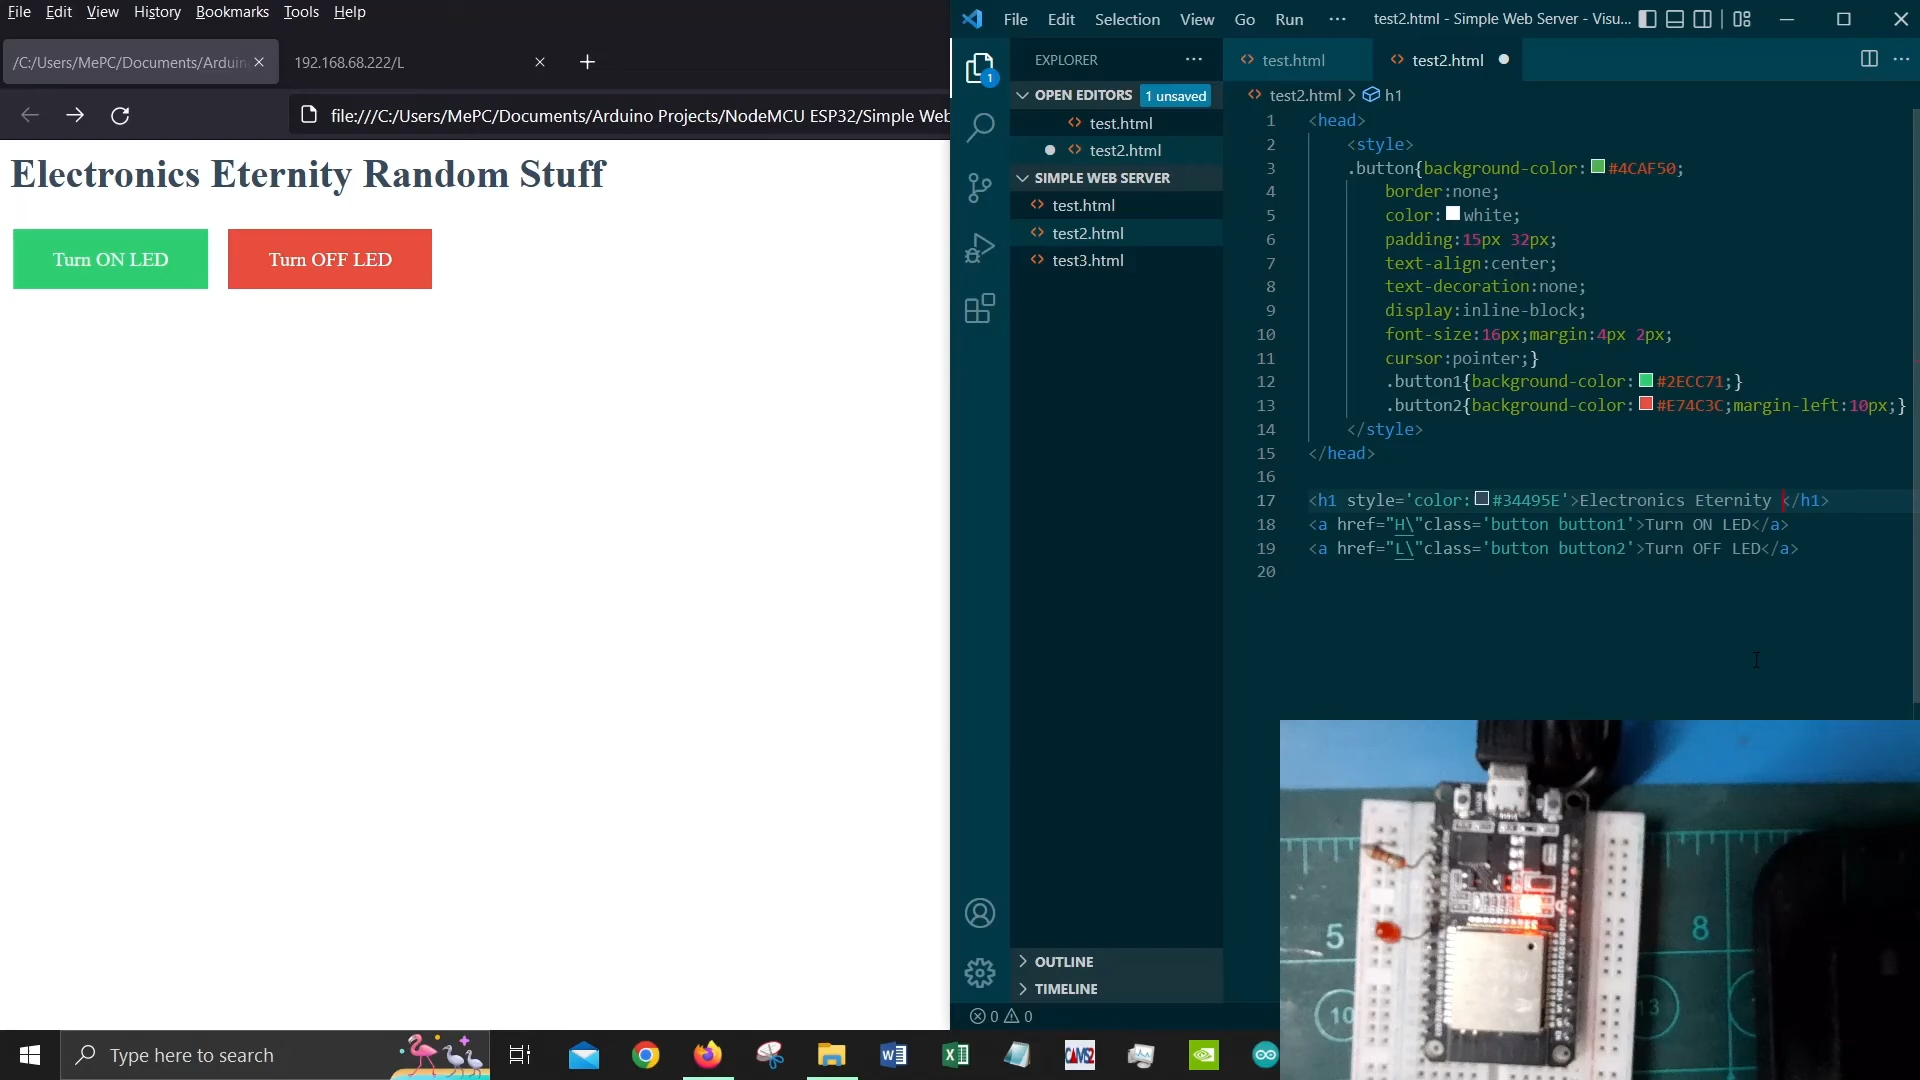 File Edit View History Bookmarks Tools Help
/C:/Users/MePC/Documents/Arduin
192.168.68.222/L
file:///C:/Users/MePC/Documents/Arduino Projects/NodeMCU ESP32/Simple Web
Electronics Eternity Random Stuff
Turn ON LED
Turn OFF LED
File Edit Selection View Go Run ··· test2.html - Simple Web Server - Visu...
EXPLORER
1
OPEN EDITORS 1 unsaved
test.html
test2.html
SIMPLE WEB SERVER
test.html
test2.html
test3.html
OUTLINE
TIMELINE
0 0
test.html
test2.html
test2.html > h1
1 <head>
2 <style>
3 .button{background-color:#4CAF50;
4 border:none;
5 color:white;
6 padding:15px 32px;
7 text-align:center;
8 text-decoration:none;
9 display:inline-block;
10 font-size:16px;margin:4px 2px;
11 cursor:pointer;}
12 .button1{background-color:#2ECC71;}
13 .button2{background-color:#E74C3C;margin-left:10px;}
14 </style>
15 </head>
16
17 <h1 style='color:#34495E'>Electronics Eternity </h1>
18 <a href="H\"class='button button1'>Turn ON LED</a>
19 <a href="L\"class='button button2'>Turn OFF LED</a>
20
5
8
10
13
Type here to search
CAMS2